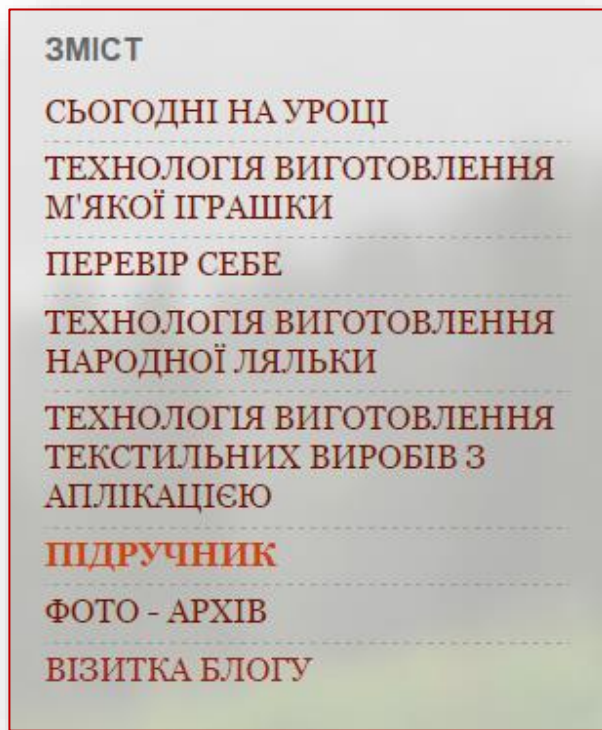 ЗМІСТ
СЬОГОДНІ НА УРОЦІ
ТЕХНОЛОГІЯ ВИГОТОВЛЕННЯ
М'ЯКОЇ ІГРАШКИ
ПЕРЕВІР СЕБЕ
ТЕХНОЛОГІЯ ВИГОТОВЛЕННЯ
НАРОДНОЇ ЛЯЛЬКИ
ТЕХНОЛОГІЯ ВИГОТОВЛЕННЯ
ТЕКСТИЛЬНИХ ВИРОБІВ З
АПЛІКАЦІЄЮ
ПІДРУЧНИК
ФОТО - АРХІВ
ВІЗИТКА БЛОГУ